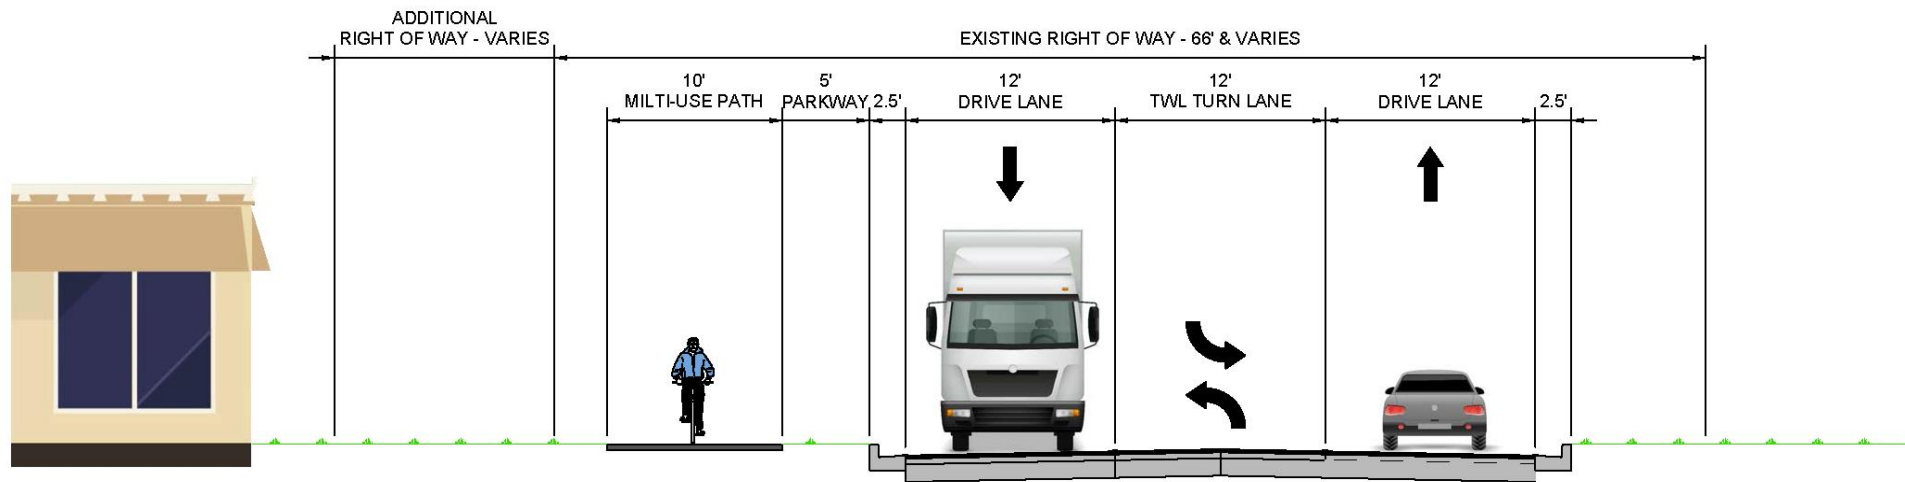 ADDITIONAL
RIGHT OF WAY - VARIES
EXISTING RIGHT OF WAY - 66' & VARIES
10'
MILTI-USE PATH
5'
PARKWAY
2.5'
12'
DRIVE LANE
12'
TWL TURN LANE
12'
DRIVE LANE
2.5'